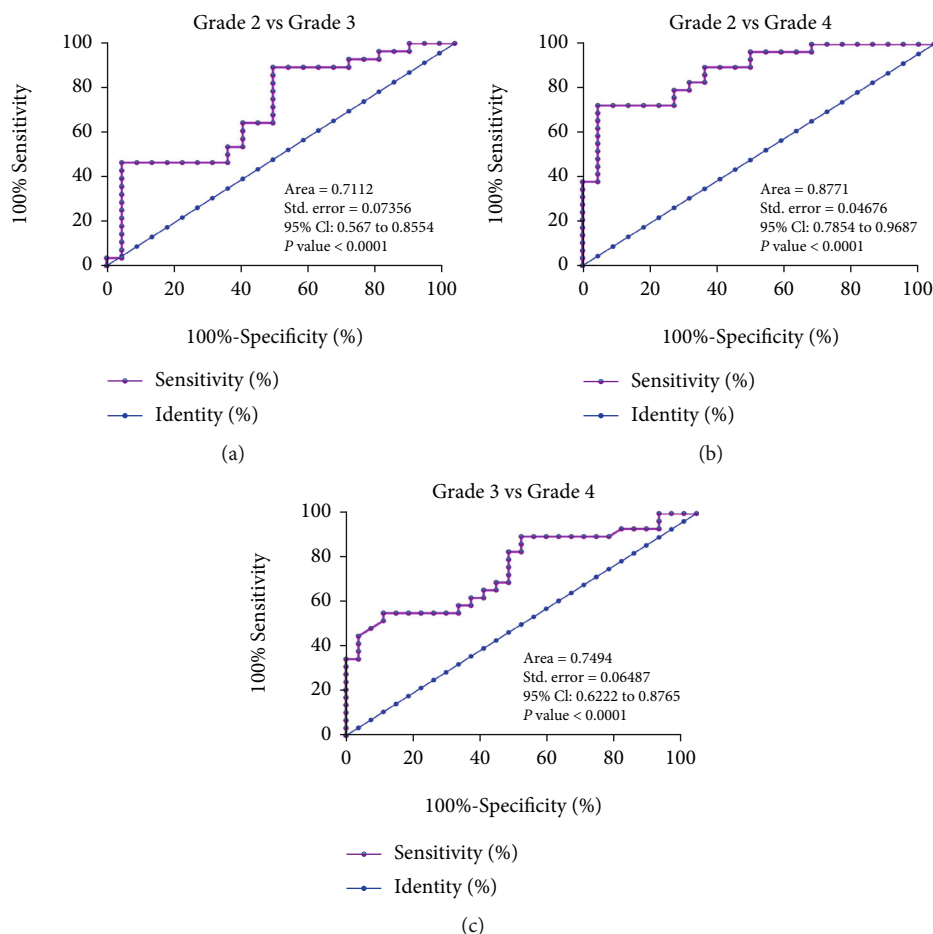 Grade 2 vs Grade 3
100
80
60
40
20
0
100% Sensitivity
Area = 0.7112
Std. error = 0.07356
95% CI: 0.567 to 0.8554
P value < 0.0001
0 20 40 60 80 100
100%-Specificity (%)
Sensitivity (%)
Identity (%)
(a)
Grade 2 vs Grade 4
100
80
60
40
20
0
100% Sensitivity
Area = 0.8771
Std. error = 0.04676
95% CI: 0.7854 to 0.9687
P value < 0.0001
0 20 40 60 80 100
100%-Specificity (%)
Sensitivity (%)
Identity (%)
(b)
Grade 3 vs Grade 4
100
80
60
40
20
0
100% Sensitivity
Area = 0.7494
Std. error = 0.06487
95% CI: 0.6222 to 0.8765
P value < 0.0001
0 20 40 60 80 100
100%-Specificity (%)
Sensitivity (%)
Identity (%)
(c)